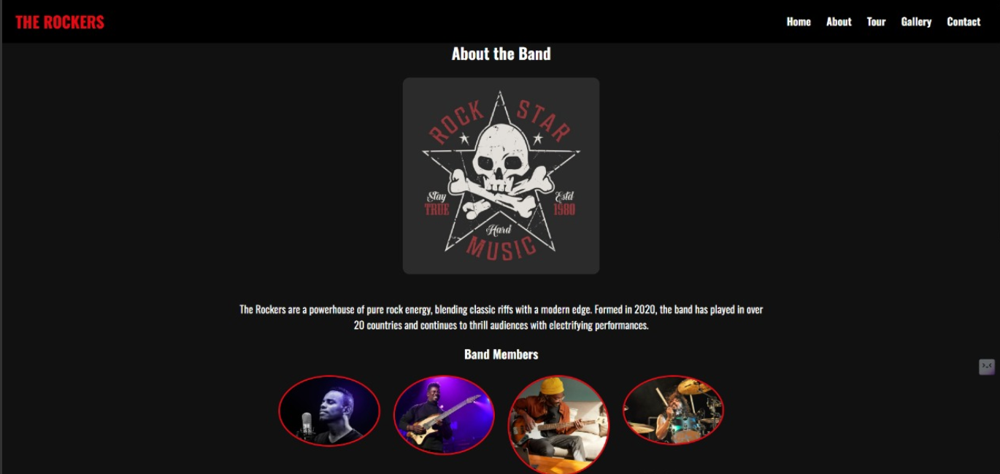 THE ROCKERS
Home About Tour Gallery Contact
About the Band
ROCK STAR
Stay
TRUE
Estd
1980
Hard
MUSIC
The Rockers are a powerhouse of pure rock energy, blending classic riffs with a modern edge. Formed in 2020, the band has played in over
20 countries and continues to thrill audiences with electrifying performances.
Band Members